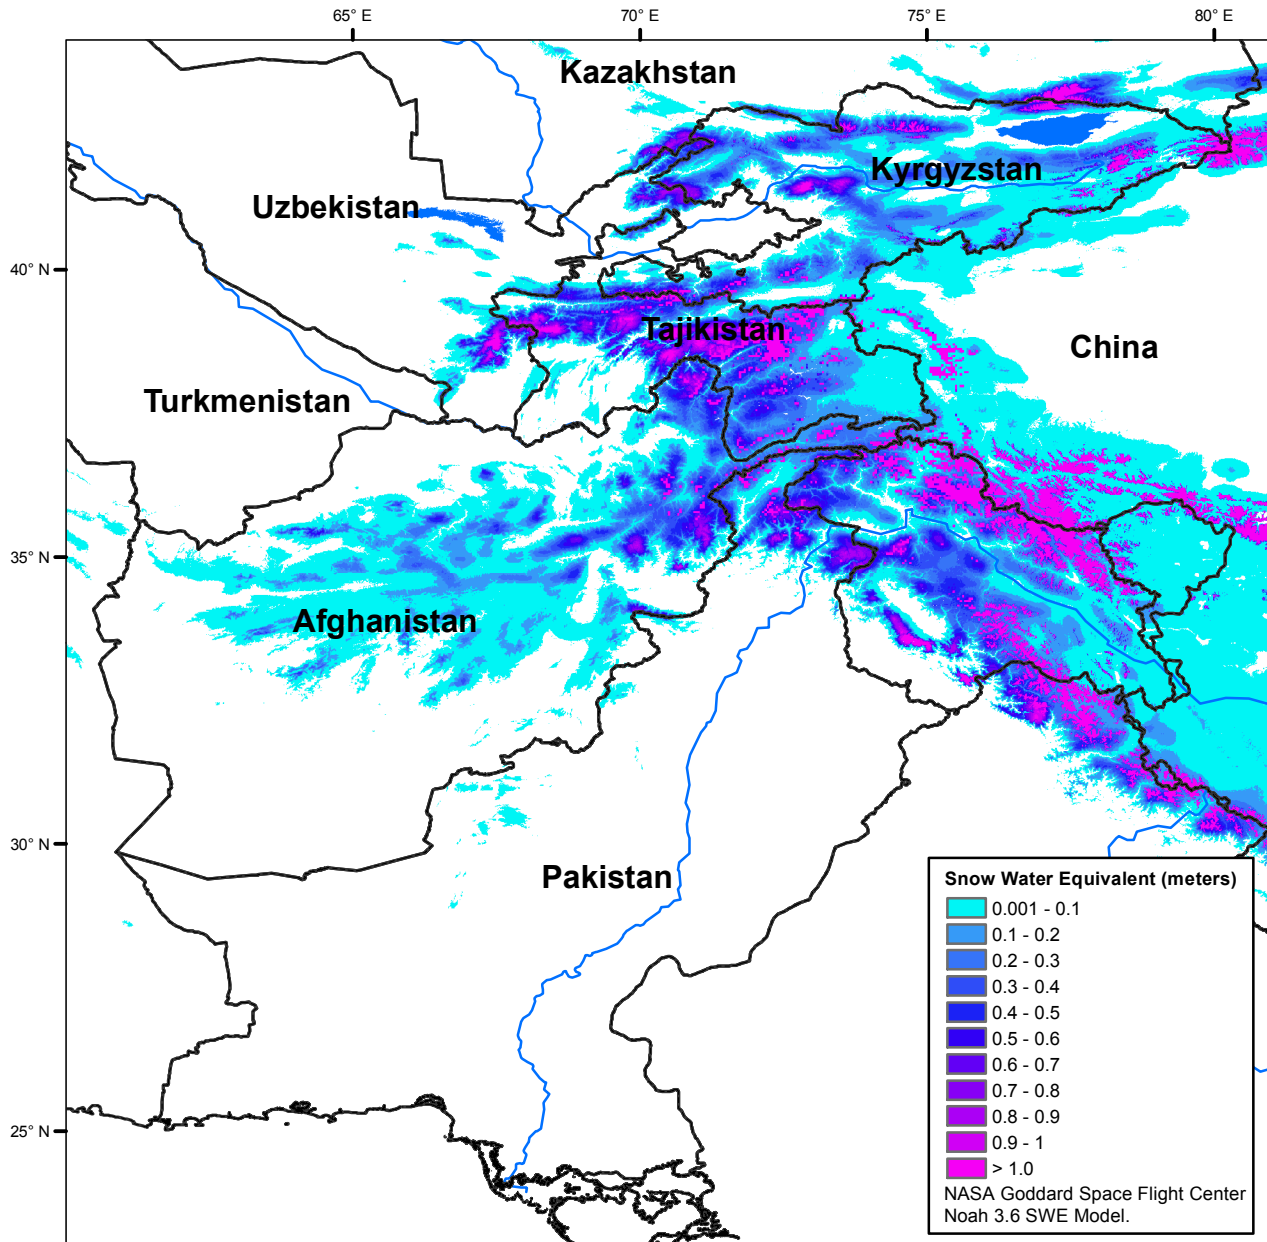 65° E
70° E
75° E
80° E
Kazakhstan
Kyrgyzstan
Uzbekistan
40° N
Tajikistan
China
Turkmenistan
35° N
Afghanistan
30° N
Pakistan
25° N
Snow Water Equivalent (meters)
0.001 - 0.1
0.1 - 0.2
0.2 - 0.3
0.3 - 0.4
0.4 - 0.5
0.5 - 0.6
0.6 - 0.7
0.7 - 0.8
0.8 - 0.9
0.9 - 1
> 1.0
NASA Goddard Space Flight Center
Noah 3.6 SWE Model.